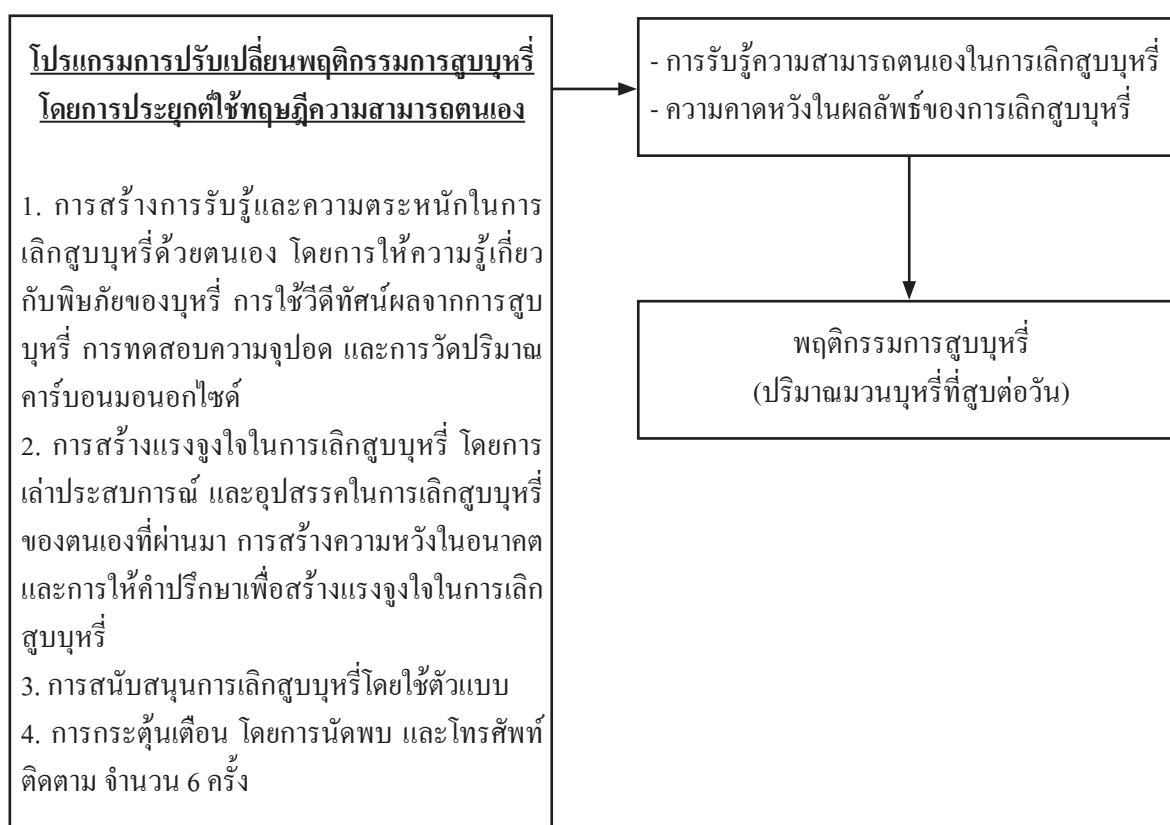 โปรแกรมการปรับเปลี่ยนพฤติกรรมการสูบบุหรี่
โดยการประยุกต์ใช้ทฤษฎีความสามารถตนเอง
1. การสร้างการรับรู้และความตระหนักในการ
เลิกสูบบุหรี่ด้วยตนเอง โดยการให้ความรู้เกี่ยว
กับพิษภัยของบุหรี่ การใช้วีดีทัศน์ผลจากการสูบ
บุหรี่ การทดสอบความจุปอด และการวัดปริมาณ
คาร์บอนมอนอกไซด์
2. การสร้างแรงจูงใจในการเลิกสูบบุหรี่ โดยการ
เล่าประสบการณ์ และอุปสรรคในการเลิกสูบบุหรี่
ของตนเองที่ผ่านมา การสร้างความหวังในอนาคต
และการให้คำปรึกษาเพื่อสร้างแรงจูงใจในการเลิก
สูบบุหรี่
3. การสนับสนุนการเลิกสูบบุหรี่โดยใช้ตัวแบบ
4. การกระตุ้นเตือน โดยการนัดพบ และโทรศัพท์
ติดตาม จำนวน 6 ครั้ง
- การรับรู้ความสามารถตนเองในการเลิกสูบบุหรี่
- ความคาดหวังในผลลัพธ์ของการเลิกสูบบุหรี่
พฤติกรรมการสูบบุหรี่
(ปริมาณมวนบุหรี่ที่สูบต่อวัน)